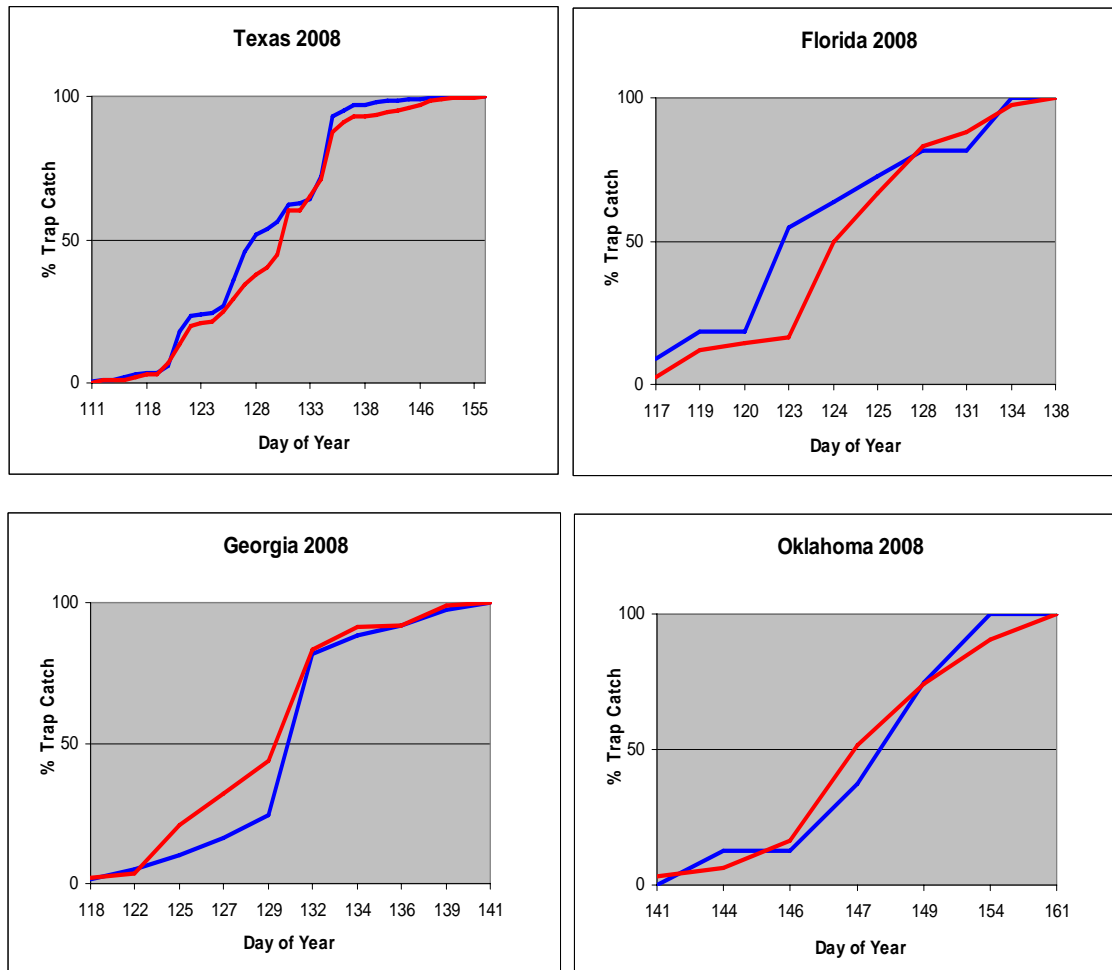 Texas 2008
100
50
0
% Trap Catch
111 118 123 128 133 138 146 155
Day of Year
Florida 2008
100
50
0
% Trap Catch
117 119 120 123 124 125 128 131 134 138
Day of Year
Georgia 2008
100
50
0
% Trap Catch
118 122 125 127 129 132 134 136 139 141
Day of Year
Oklahoma 2008
100
50
0
% Trap Catch
141 144 146 147 149 154 161
Day of Year